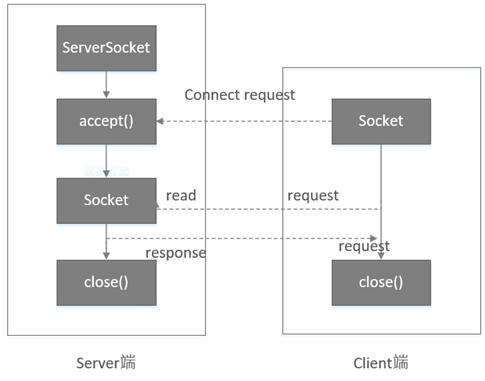 ServerSocket
Connect request
accept()
Socket
Socket
read
request
request
response
close()
close()
Server端
Client端